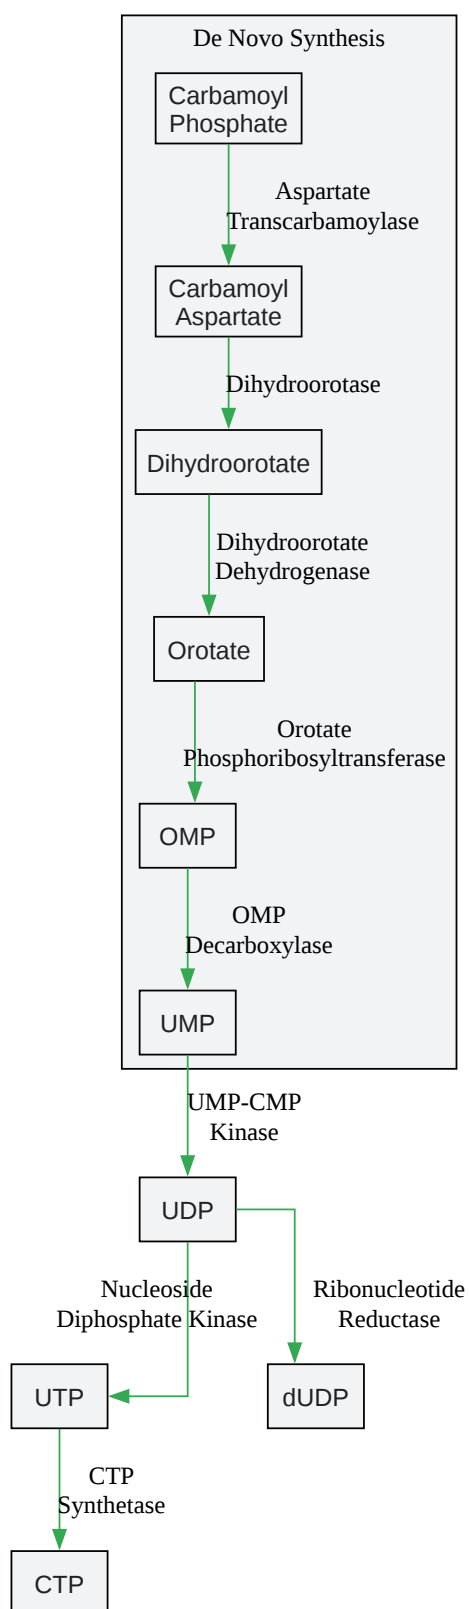 De Novo Synthesis
Carbamoyl
Phosphate
Aspartate
Transcarbamoylase
Carbamoyl
Aspartate
Dihydroorotase
Dihydroorotate
Dihydroorotate
Dehydrogenase
Orotate
Orotate
Phosphoribosyltransferase
OMP
OMP
Decarboxylase
UMP
UMP-CMP
Kinase
UDP
Nucleoside
Diphosphate Kinase
Ribonucleotide
Reductase
UTP
dUDP
CTP
Synthetase
CTP